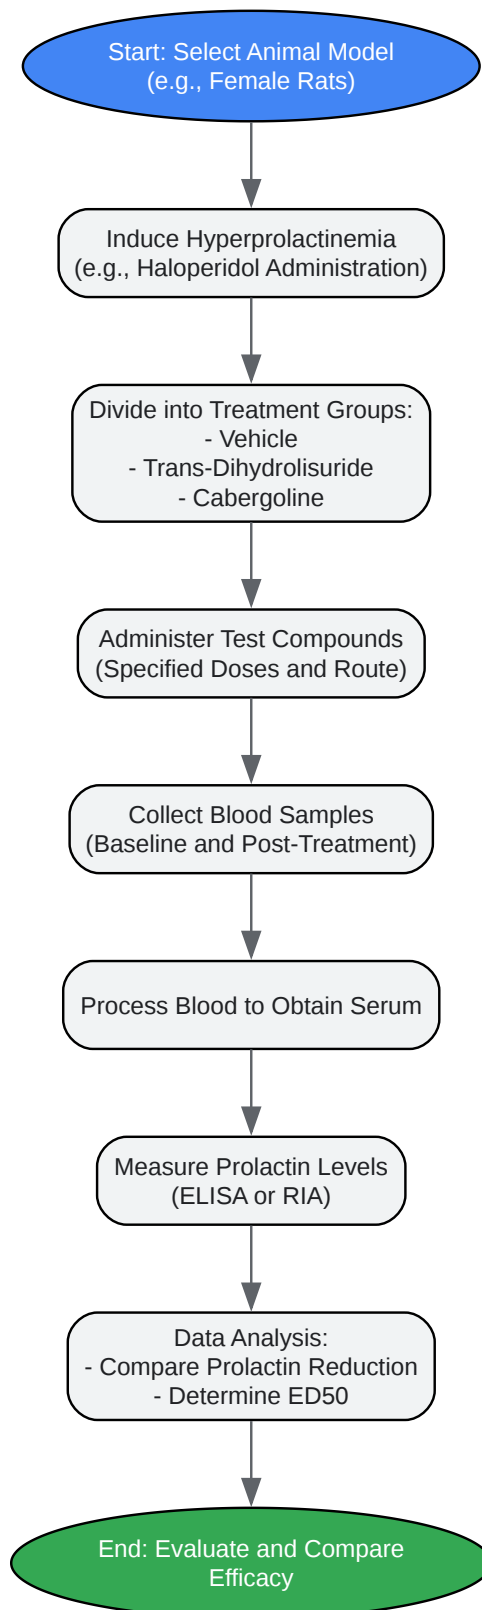 Start: Select Animal Model
(e.g., Female Rats)
Induce Hyperprolactinemia
(e.g., Haloperidol Administration)
Divide into Treatment Groups:
- Vehicle
- Trans-Dihydrolisuride
- Cabergoline
Administer Test Compounds
(Specified Doses and Route)
Collect Blood Samples
(Baseline and Post-Treatment)
Process Blood to Obtain Serum
Measure Prolactin Levels
(ELISA or RIA)
Data Analysis:
- Compare Prolactin Reduction
- Determine ED50
End: Evaluate and Compare
Efficacy